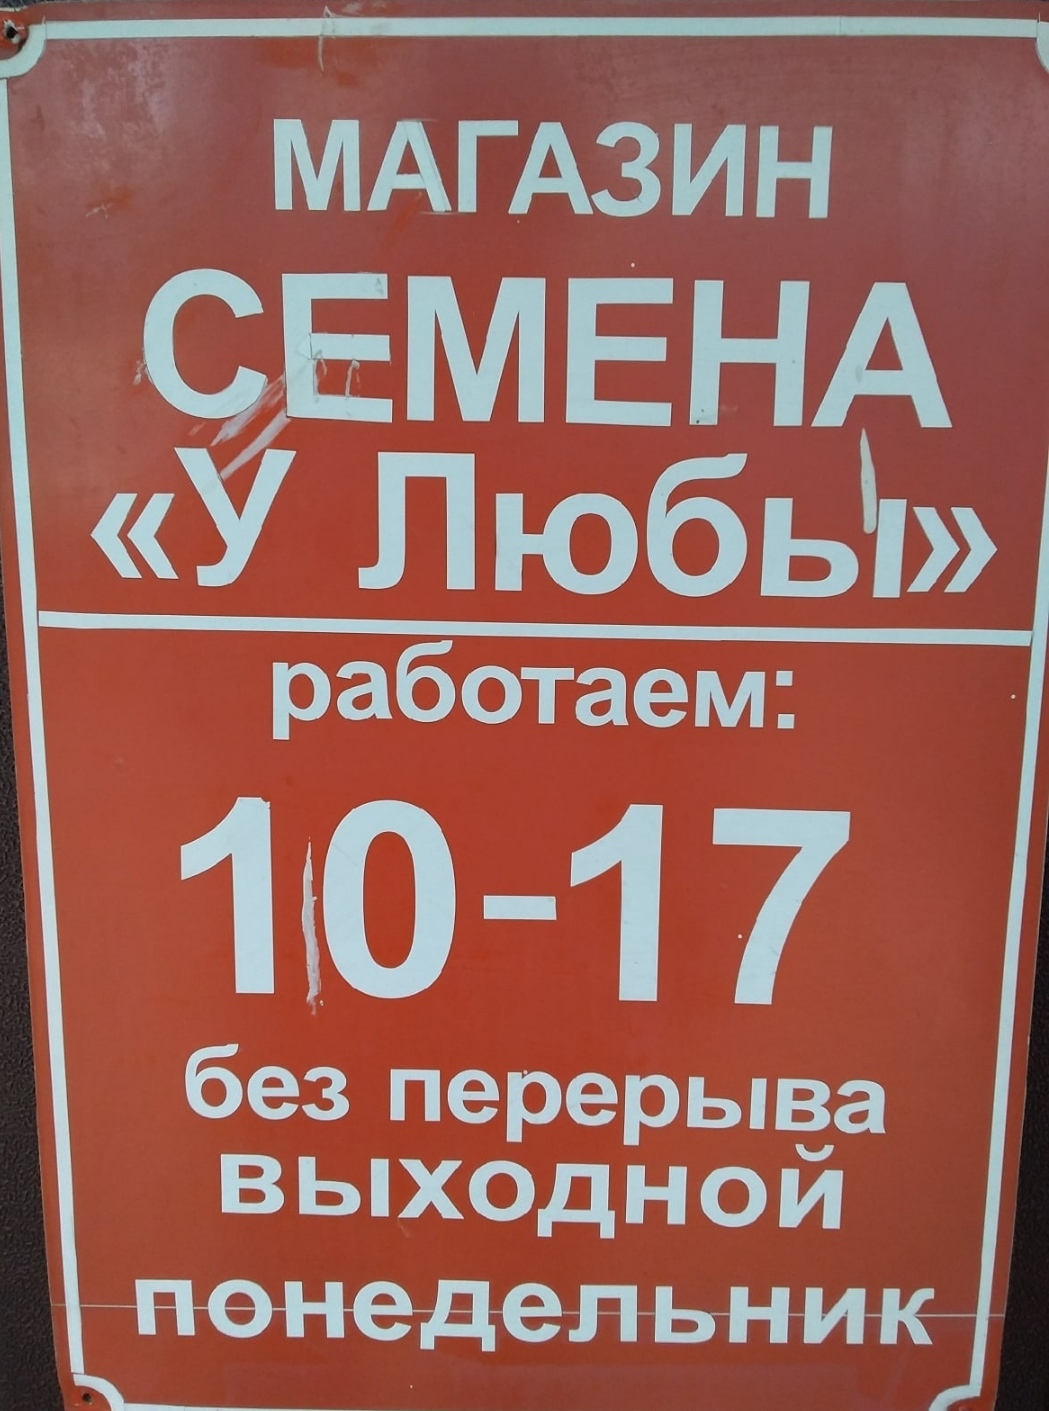 МАГАЗИН
СЕМЕНА
«У Любы»
работаем:
10-17
без перерыва
выходной
понедельник